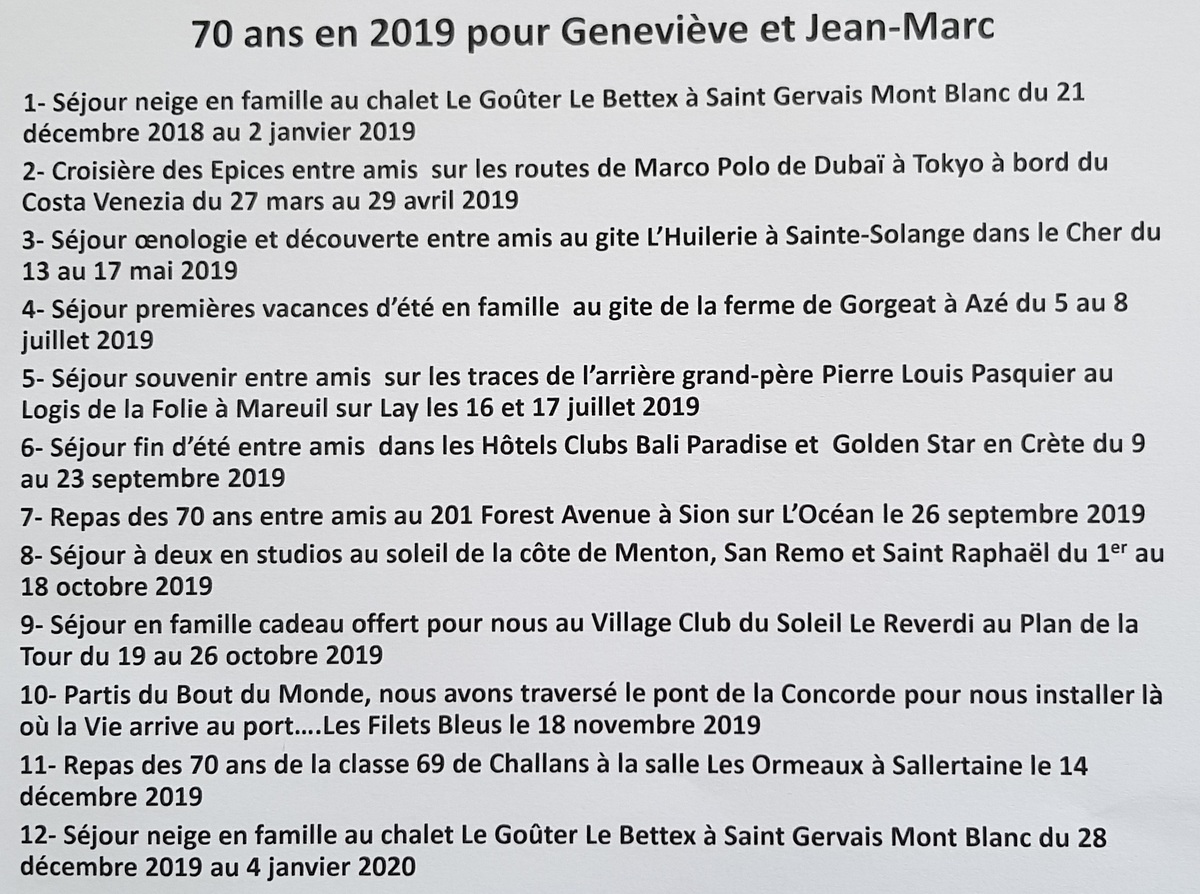 70 ans en 2019 pour Geneviève et Jean-Marc
1- Séjour neige en famille au chalet Le Goûter Le Bettex à Saint Gervais Mont Blanc du 21
décembre 2018 au 2 janvier 2019
2- Croisière des Epices entre amis  sur les routes de Marco Polo de Dubaï à Tokyo à bord du
Costa Venezia du 27 mars au 29 avril 2019
3- Séjour œnologie et découverte entre amis au gite L’Huilerie à Sainte-Solange dans le Cher du
13 au 17 mai 2019
4- Séjour premières vacances d’été en famille  au gite de la ferme de Gorgeat à Azé du 5 au 8
juillet 2019
5- Séjour souvenir entre amis  sur les traces de l’arrière grand-père Pierre Louis Pasquier au
Logis de la Folie à Mareuil sur Lay les 16 et 17 juillet 2019
6- Séjour fin d’été entre amis  dans les Hôtels Clubs Bali Paradise et  Golden Star en Crète du 9
au 23 septembre 2019
7- Repas des 70 ans entre amis au 201 Forest Avenue à Sion sur L’Océan le 26 septembre 2019
8- Séjour à deux en studios au soleil de la côte de Menton, San Remo et Saint Raphaël du 1er au
18 octobre 2019
9- Séjour en famille cadeau offert pour nous au Village Club du Soleil Le Reverdi au Plan de la
Tour du 19 au 26 octobre 2019
10- Partis du Bout du Monde, nous avons traversé le pont de la Concorde pour nous installer là
où la Vie arrive au port....Les Filets Bleus le 18 novembre 2019
11- Repas des 70 ans de la classe 69 de Challans à la salle Les Ormeaux à Sallertaine le 14
décembre 2019
12- Séjour neige en famille au chalet Le Goûter Le Bettex à Saint Gervais Mont Blanc du 28
décembre 2019 au 4 janvier 2020